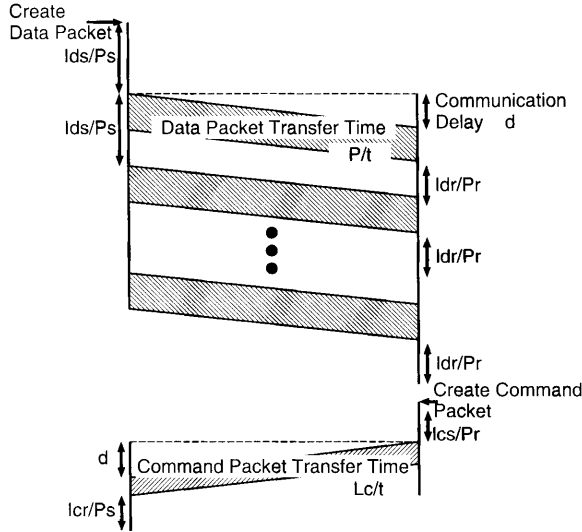 Create
Data Packet
Ids/Ps
Ids/Ps
Communication
Delay d
Data Packet Transfer Time
P/t
Idr/Pr
Idr/Pr
Idr/Pr
Create Command
Packet
Ics/Pr
d
Command Packet Transfer Time
Lc/t
Icr/Ps